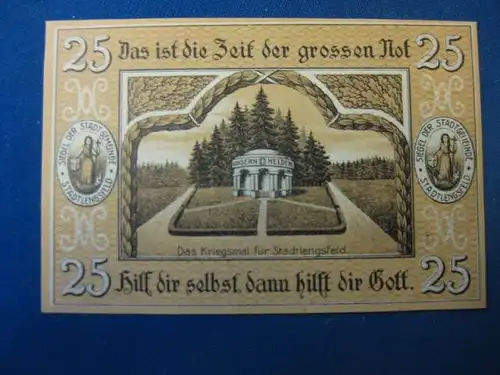 25 Das ist die Zeit der grossen Not 25
UNSERN HELDEN
SIEGEL DER STADTGEMEINDE
STADTLENGSFELD
SIEGEL DER STADTGEMEINDE
STADTLENGSFELD
Das Kriegsmal für Stadtlengsfeld.
25 Hilf dir selbst, dann hilft dir Gott. 25